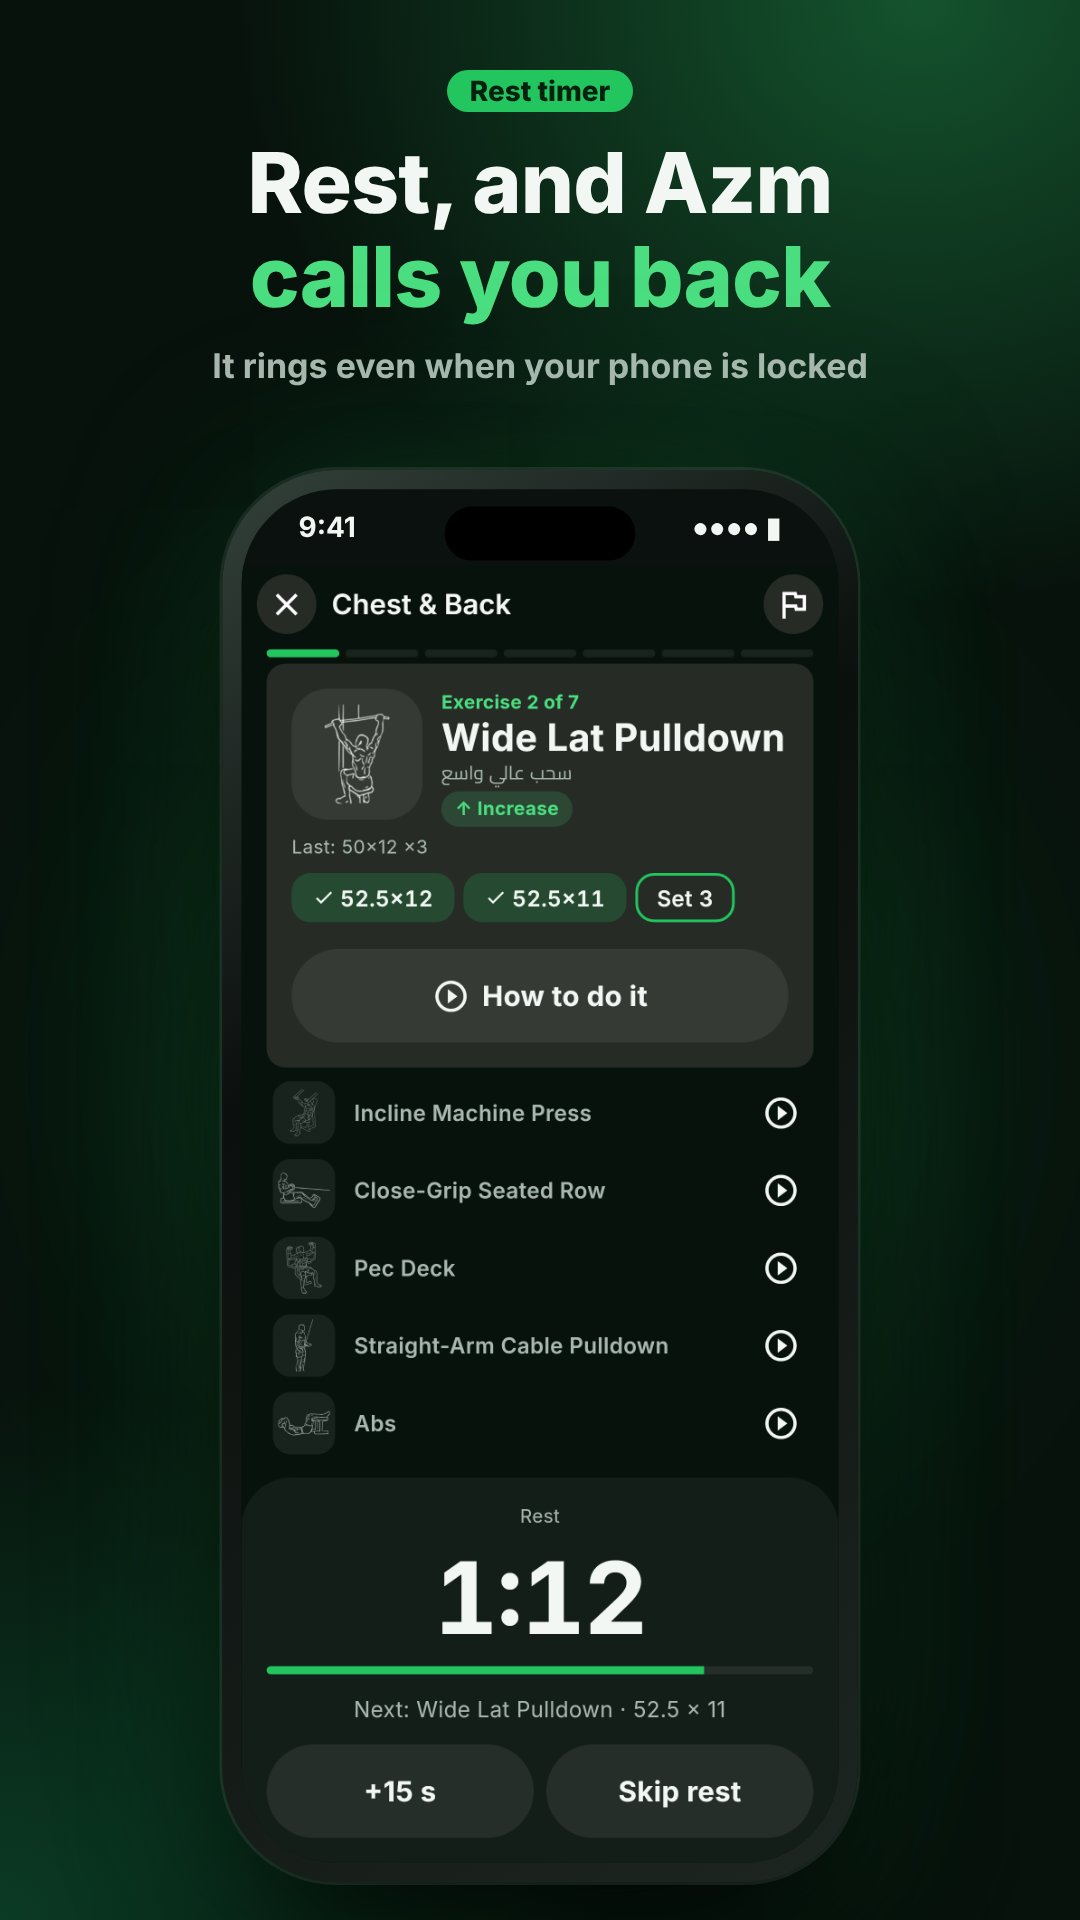 Rest timer
Rest, and Azm
calls you back
It rings even when your phone is locked
9:41
Chest & Back
Exercise 2 of 7
Wide Lat Pulldown
سحب عالي واسع
↑ Increase
Last: 50×12 ×3
✓ 52.5×12 ✓ 52.5×11 Set 3
How to do it
Incline Machine Press
Close-Grip Seated Row
Pec Deck
Straight-Arm Cable Pulldown
Abs
Rest
1:12
Next: Wide Lat Pulldown · 52.5 × 11
+15 s Skip rest